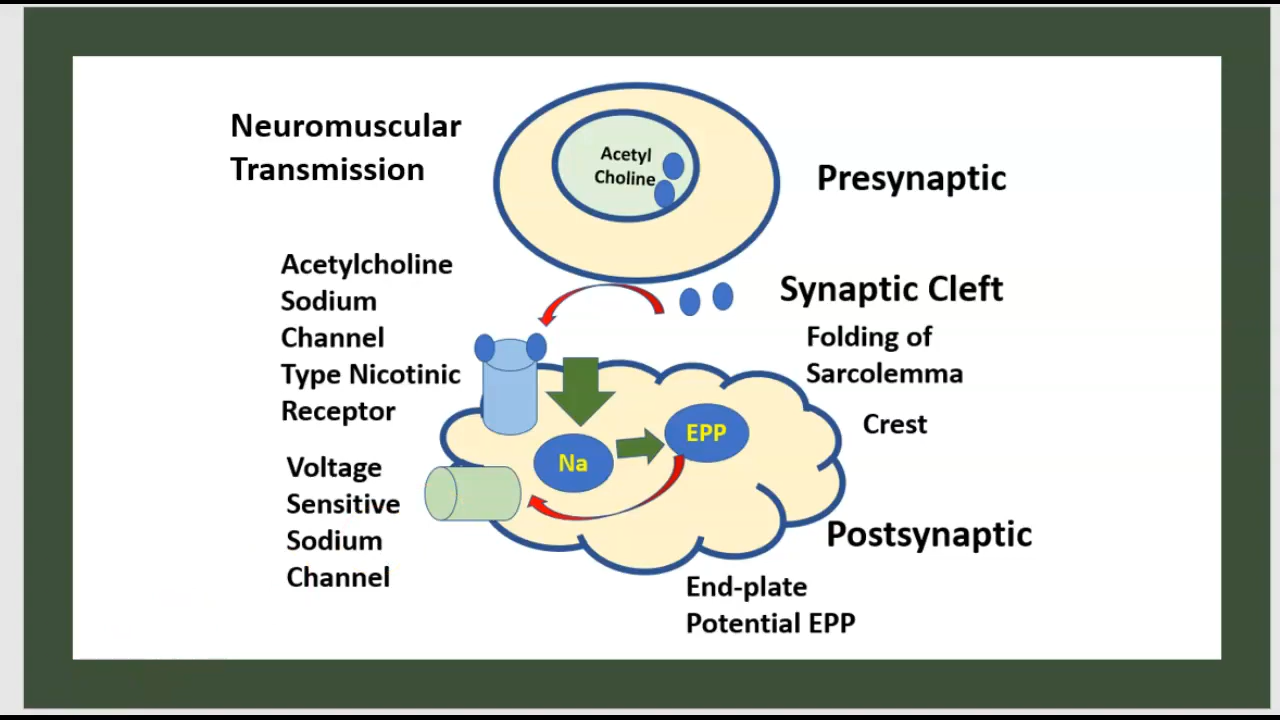 Neuromuscular
Transmission
Acetyl
Choline
Presynaptic
Acetylcholine
Sodium
Channel
Type Nicotinic
Receptor
Synaptic Cleft
Folding of
Sarcolemma
Crest
EPP
Na
Voltage
Sensitive
Sodium
Channel
Postsynaptic
End-plate
Potential EPP